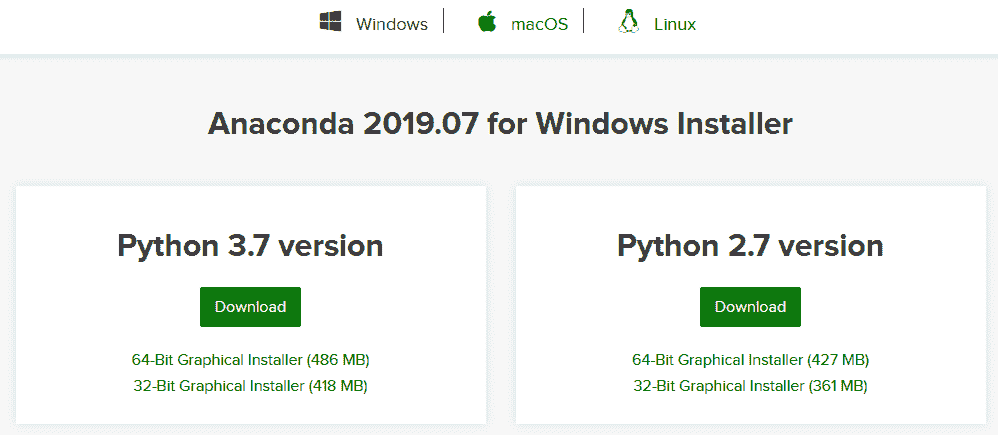 Windows macOS Linux
Anaconda 2019.07 for Windows Installer
Python 3.7 version
Download
64-Bit Graphical Installer (486 MB)
32-Bit Graphical Installer (418 MB)
Python 2.7 version
Download
64-Bit Graphical Installer (427 MB)
32-Bit Graphical Installer (361 MB)